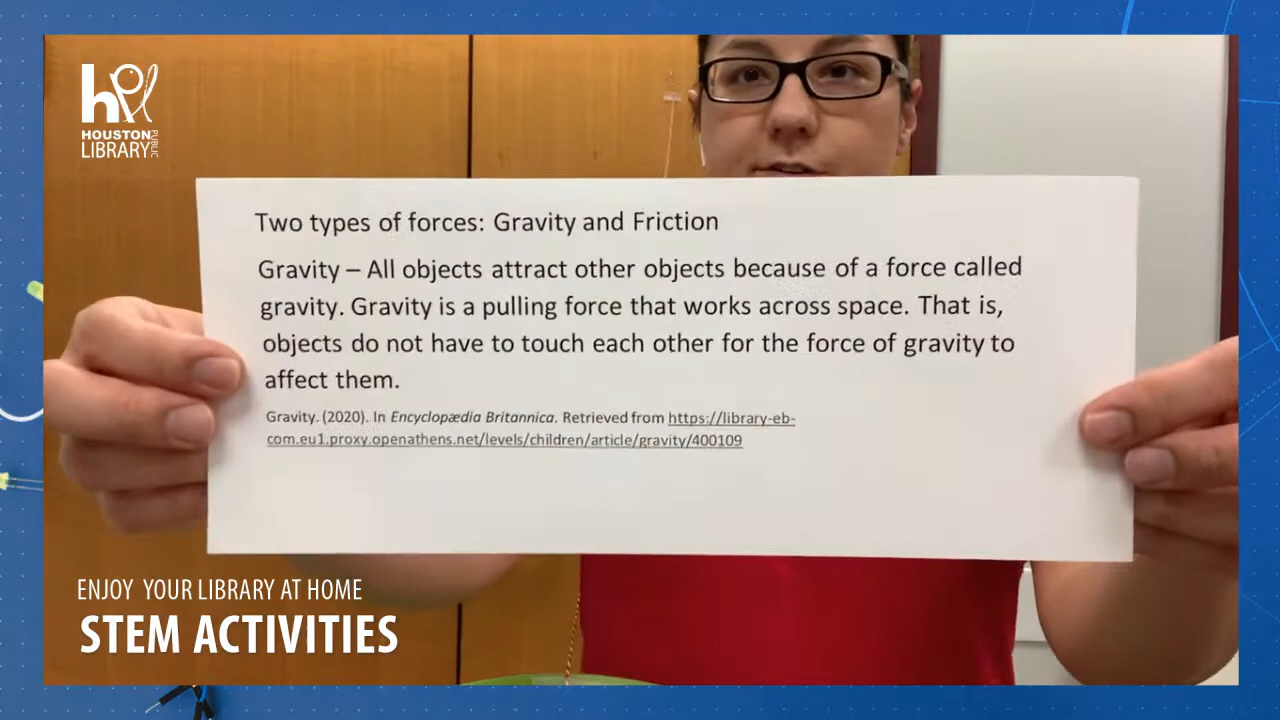 hpl
HOUSTON
PUBLIC
LIBRARY
Two types of forces: Gravity and Friction
Gravity – All objects attract other objects because of a force called
gravity. Gravity is a pulling force that works across space. That is,
objects do not have to touch each other for the force of gravity to
affect them.
Gravity. (2020). In Encyclopædia Britannica. Retrieved from https://library-eb-
com.eu1.proxy.openathens.net/levels/children/article/gravity/400109
ENJOY YOUR LIBRARY AT HOME
STEM ACTIVITIES